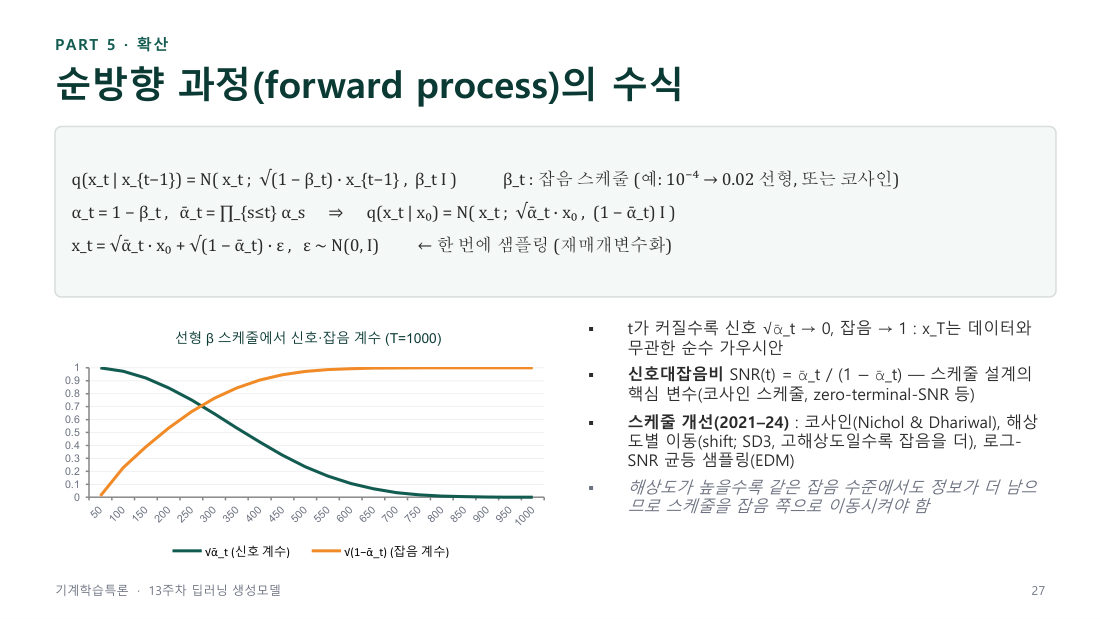 PART 5 · 확산
순방향 과정(forward process)의 수식
q(x_t | x_{t−1}) = N( x_t ; √(1 − β_t) · x_{t−1} , β_t I )  β_t : 잡음 스케줄 (예: 10⁻⁴ → 0.02 선형, 또는 코사인)
α_t = 1 − β_t , ᾱ_t = ∏_{s≤t} α_s ⇒ q(x_t | x₀) = N( x_t ; √ᾱ_t · x₀ , (1 − ᾱ_t) I )
x_t = √ᾱ_t · x₀ + √(1 − ᾱ_t) · ε , ε ~ N(0, I) ← 한 번에 샘플링 (재매개변수화)
선형 β 스케줄에서 신호·잡음 계수 (T=1000)
1
0.9
0.8
0.7
0.6
0.5
0.4
0.3
0.2
0.1
0
50 100 150 200 250 300 350 400 450 500 550 600 650 700 750 800 850 900 950 1000
√ᾱ_t (신호 계수) √(1−ᾱ_t) (잡음 계수)
▪ t가 커질수록 신호 √ᾱ_t → 0, 잡음 → 1 : x_T는 데이터와
무관한 순수 가우시안
▪ 신호대잡음비 SNR(t) = ᾱ_t / (1 − ᾱ_t) — 스케줄 설계의
핵심 변수(코사인 스케줄, zero-terminal-SNR 등)
▪ 스케줄 개선(2021–24) : 코사인(Nichol & Dhariwal), 해상
도별 이동(shift; SD3, 고해상도일수록 잡음을 더), 로그-
SNR 균등 샘플링(EDM)
▪ 해상도가 높을수록 같은 잡음 수준에서도 정보가 더 남으
므로 스케줄을 잡음 쪽으로 이동시켜야 함
기계학습특론 · 13주차 딥러닝 생성모델
27